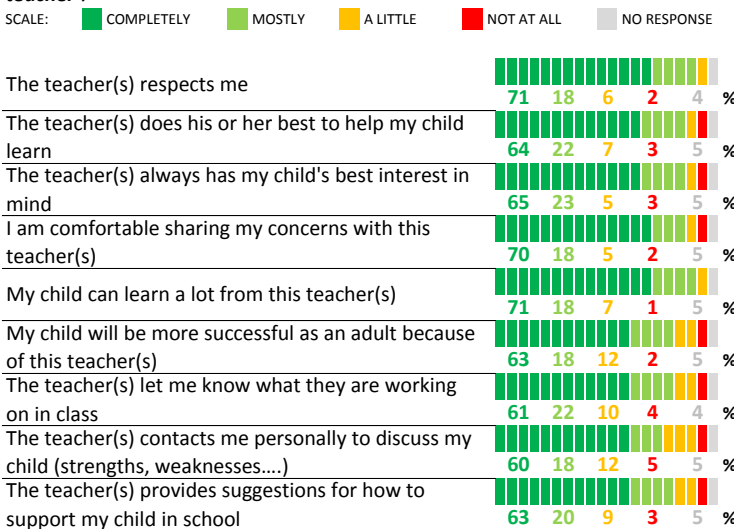 SCALE: COMPLETELY MOSTLY A LITTLE NOT AT ALL NO RESPONSE
The teacher(s) respects me
71 18 6 2 4 %
The teacher(s) does his or her best to help my child
learn
64 22 7 3 5 %
The teacher(s) always has my child's best interest in
mind
65 23 5 3 5 %
I am comfortable sharing my concerns with this
teacher(s)
70 18 5 2 5 %
My child can learn a lot from this teacher(s)
71 18 7 1 5 %
My child will be more successful as an adult because
of this teacher(s)
63 18 12 2 5 %
The teacher(s) let me know what they are working
on in class
61 22 10 4 4 %
The teacher(s) contacts me personally to discuss my
child (strengths, weaknesses....)
60 18 12 5 5 %
The teacher(s) provides suggestions for how to
support my child in school
63 20 9 3 5 %